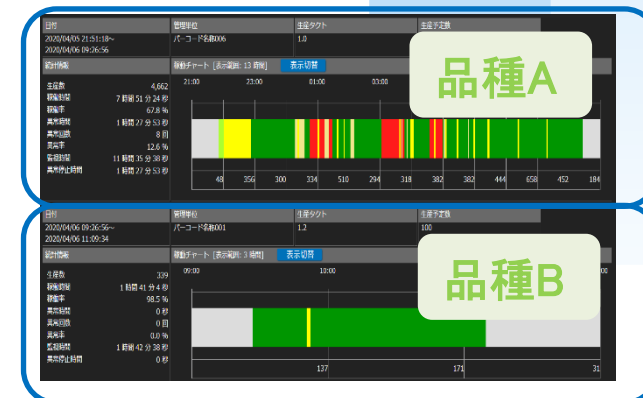 日付 管理単位 生産タクト 生産予定数
2020/04/05 21:51:18～ バーコード名称006 1.0
2020/04/06 09:26:56
統計情報 稼動チャート [表示範囲: 13 時間] 表示切替
品種A
生産数 4,662
稼働時間 7 時間 51 分 24 秒
稼働率 67.8 %
異常時間 1 時間 27 分 53 秒
異常回数 8 回
異常率 12.6 %
監視時間 11 時間 35 分 38 秒
異常停止時間 1 時間 27 分 53 秒
21:00 23:00 01:00 03:00
48 356 300 334 510 294 318 382 382 444 658 452 184
日付 管理単位 生産タクト 生産予定数
2020/04/06 09:26:56～ バーコード名称001 1.2 100
2020/04/06 11:09:34
統計情報 稼動チャート [表示範囲: 3 時間] 表示切替
品種B
生産数 339
稼働時間 1 時間 41 分 4 秒
稼働率 98.5 %
異常時間 0 秒
異常回数 0 回
異常率 0.0 %
監視時間 1 時間 42 分 38 秒
異常停止時間 0 秒
09:00 10:00 00
137 171 31